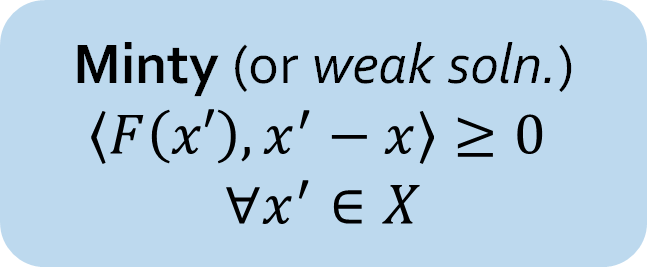 Minty (or weak soln.)
⟨F(x′), x′ − x⟩ ≥ 0
∀x′ ∈ X